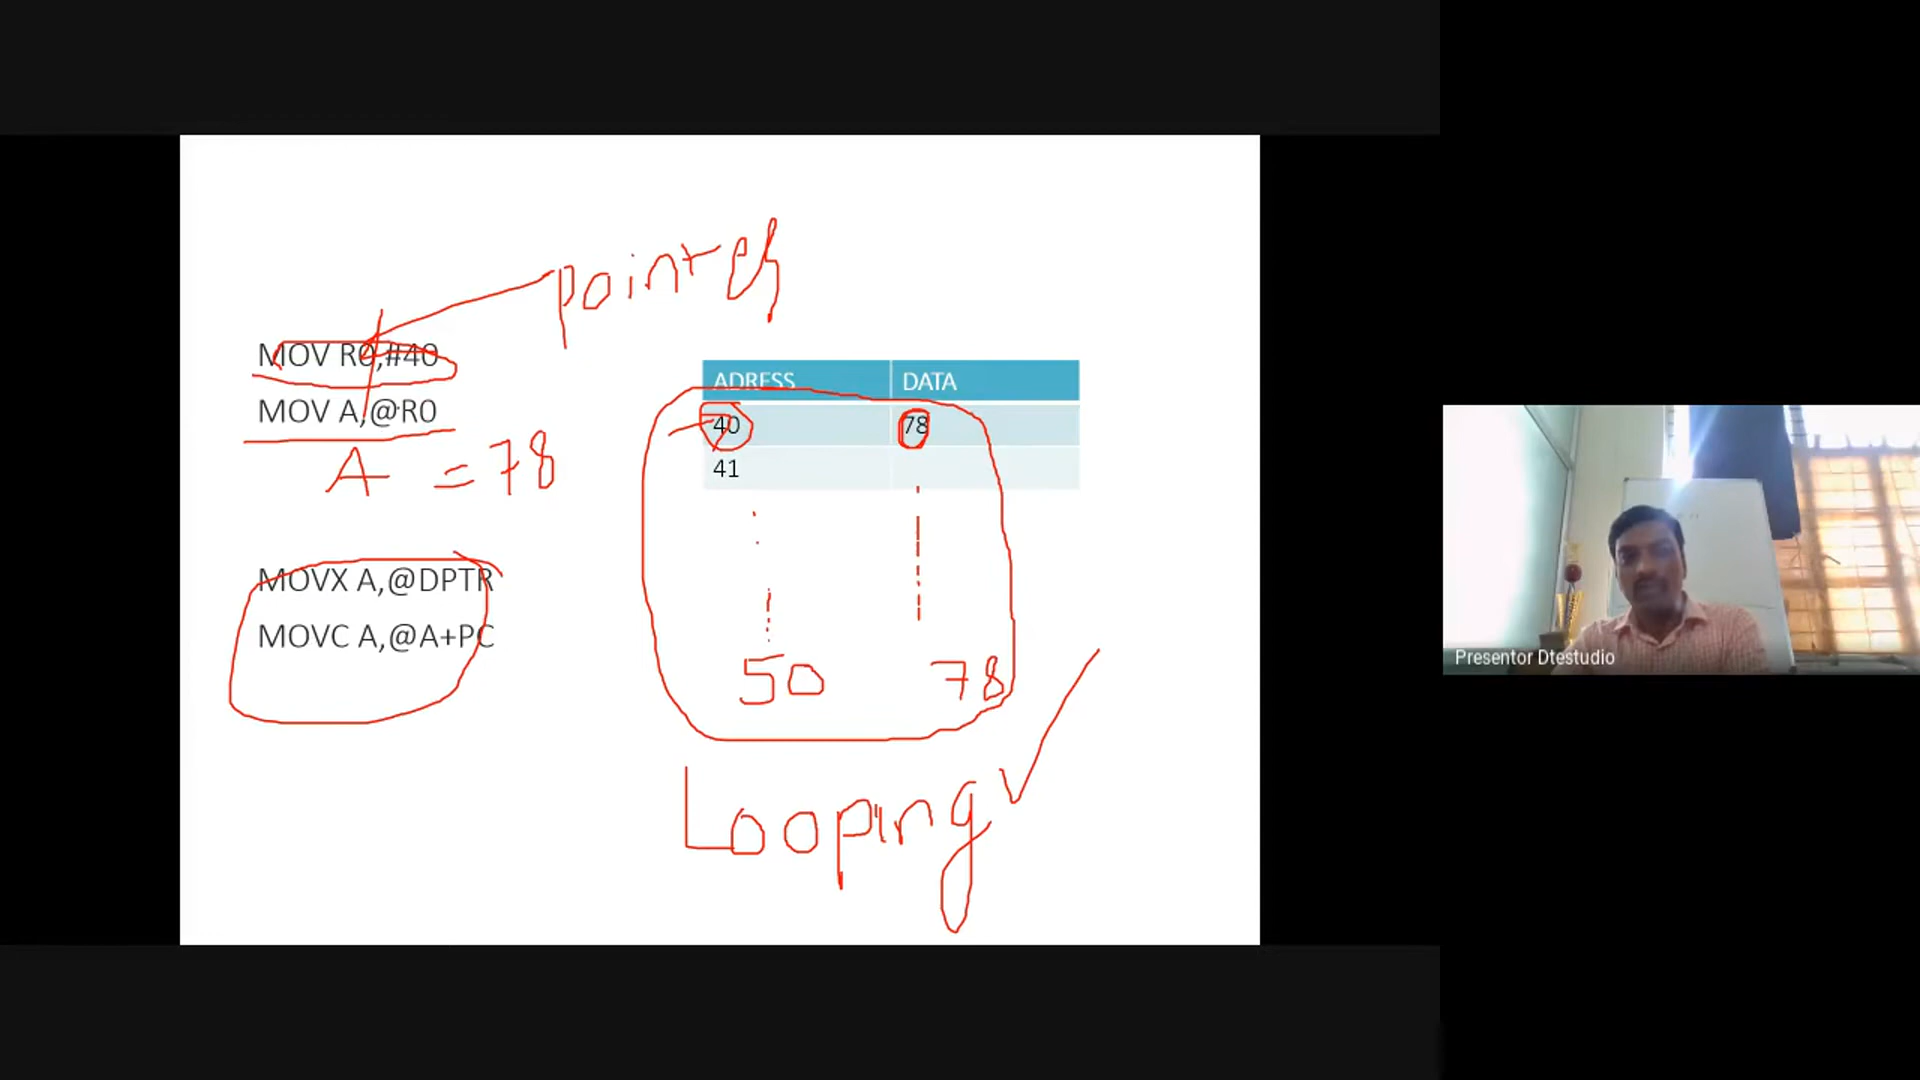 pointer
MOV R0,#40
MOV A,@R0
A = 78
MOVX A,@DPTR
MOVC A,@A+PC
ADRESS DATA
40 78
41
50 78
Looping
Presentor Dtestudio